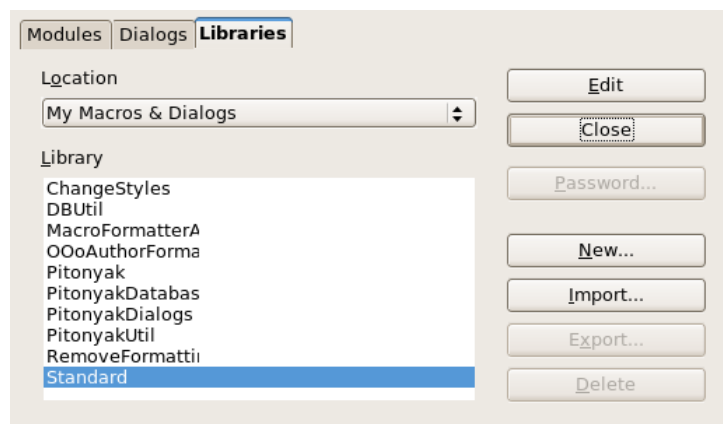 Modules Dialogs Libraries
Location
My Macros & Dialogs
Library
ChangeStyles
DBUtil
MacroFormatterA
OOoAuthorForma
Pitonyak
PitonyakDatabas
PitonyakDialogs
PitonyakUtil
RemoveFormattin
Standard
Edit
Close
Password...
New...
Import...
Export...
Delete